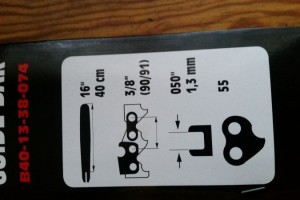 GUIDE BAR
B40-13-38-074
16"
40 cm
3/8"
(90/91)
050"
1,3 mm
55